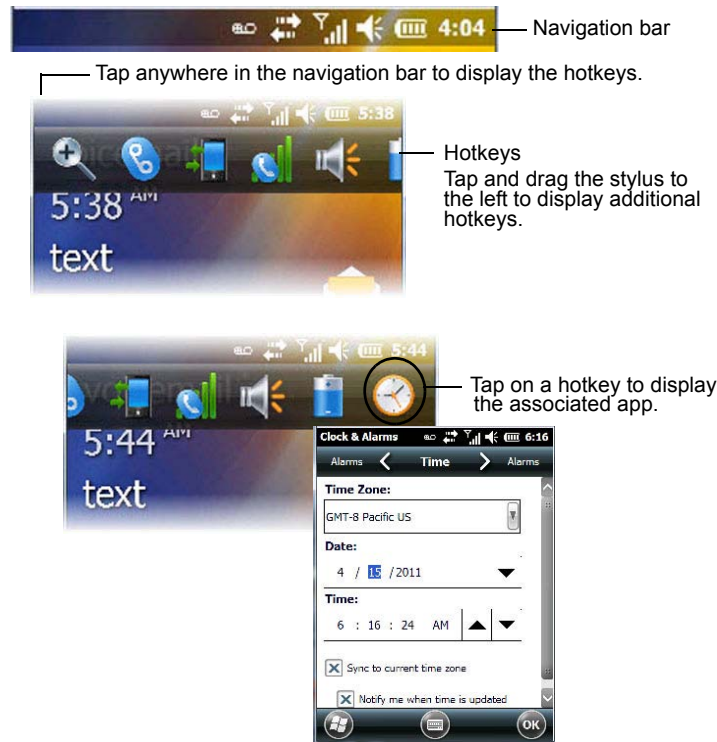 4:04 Navigation bar
Tap anywhere in the navigation bar to display the hotkeys.
5:38
Hotkeys
Tap and drag the stylus to
the left to display additional
hotkeys.
5:38 AM
text
5:44
Tap on a hotkey to display
the associated app.
5:44 AM
text
Clock & Alarms 6:16
Alarms Time Alarms
Time Zone:
GMT-8 Pacific US
Date:
4 / 15 / 2011
Time:
6 : 16 : 24 AM
Sync to current time zone
Notify me when time is updated
OK